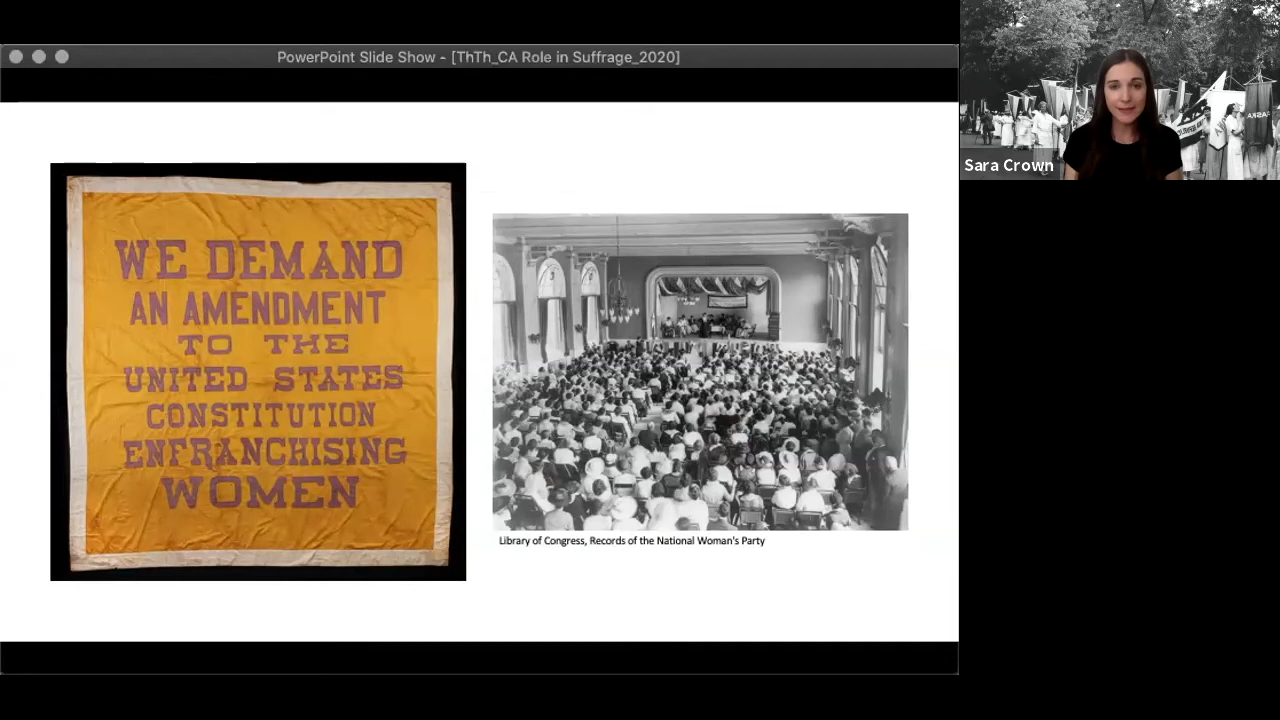 PowerPoint Slide Show - [ThTh_CA Role in Suffrage_2020]
Sara Crown
WE DEMAND
AN AMENDMENT
TO THE
UNITED STATES
CONSTITUTION
ENFRANCHISING
WOMEN
Library of Congress, Records of the National Woman's Party